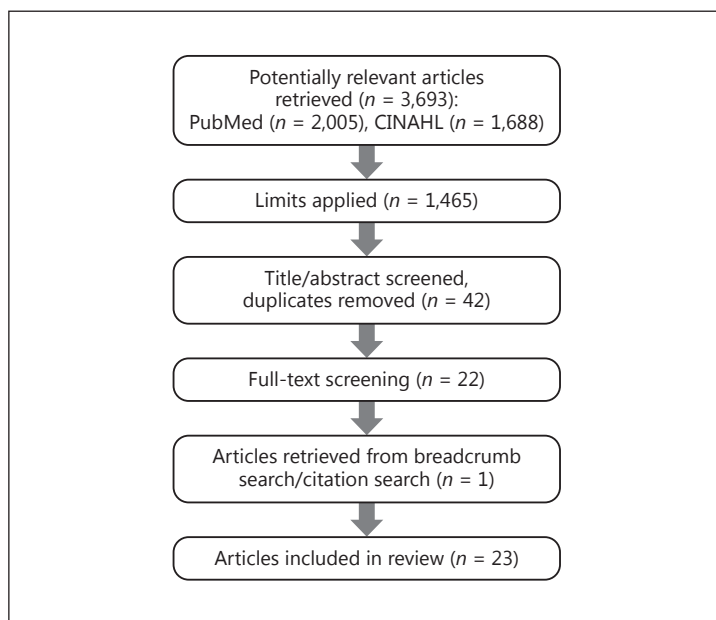 Potentially relevant articles
retrieved (n = 3,693):
PubMed (n = 2,005), CINAHL (n = 1,688)
Limits applied (n = 1,465)
Title/abstract screened,
duplicates removed (n = 42)
Full-text screening (n = 22)
Articles retrieved from breadcrumb
search/citation search (n = 1)
Articles included in review (n = 23)